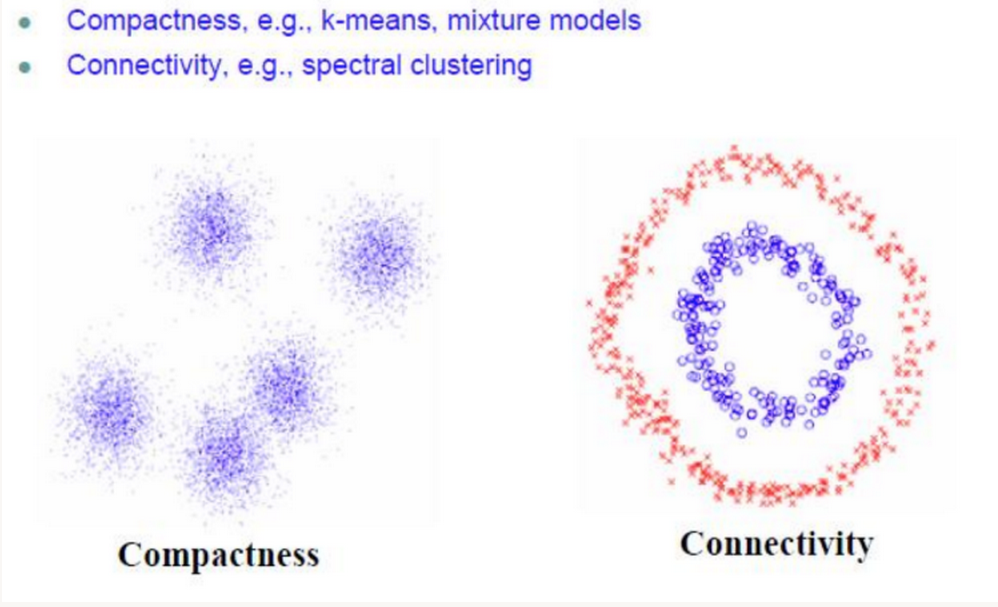 • Compactness, e.g., k-means, mixture models
• Connectivity, e.g., spectral clustering
Compactness
Connectivity